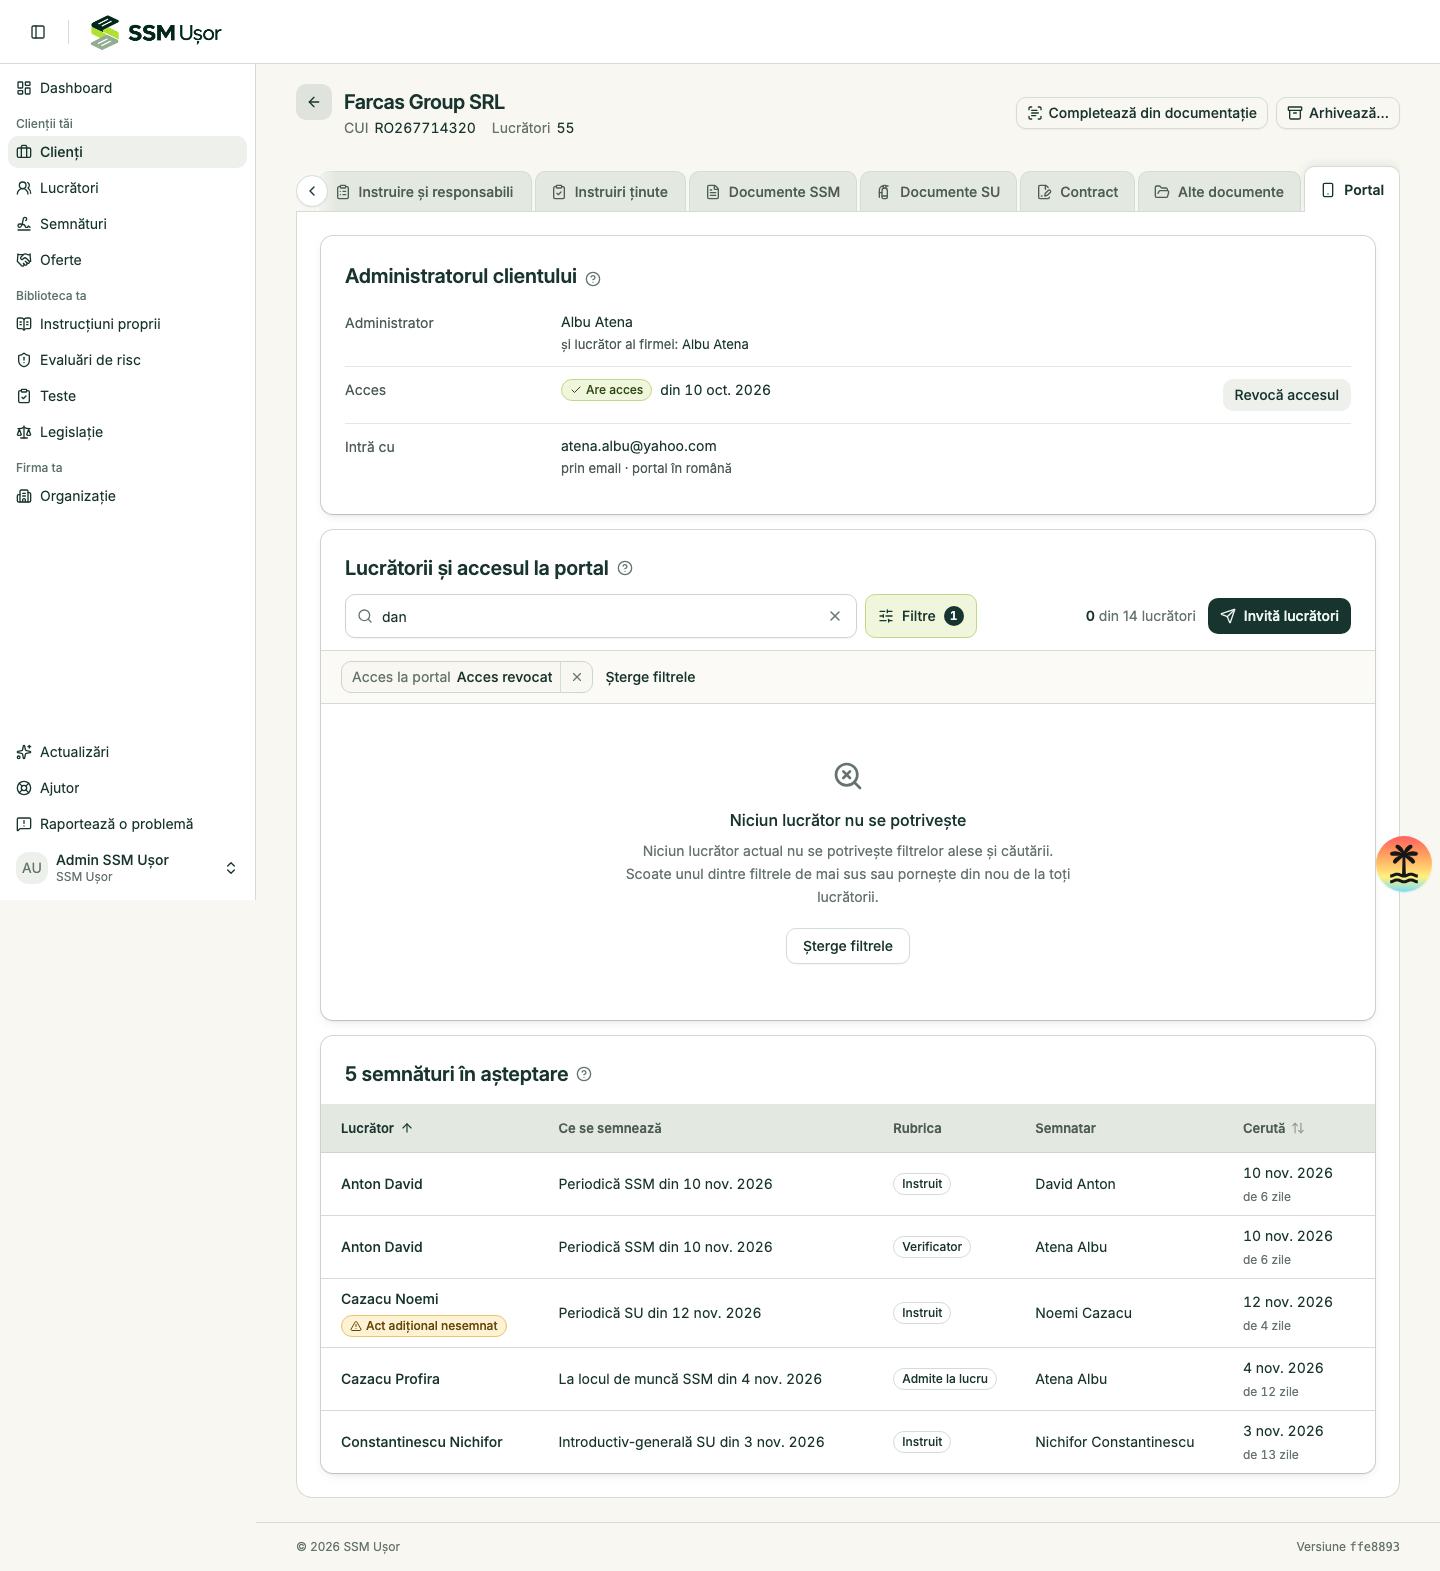 SSM Ușor
Dashboard
Clienții tăi
Clienți
Lucrători
Semnături
Oferte
Biblioteca ta
Instrucțiuni proprii
Evaluări de risc
Teste
Legislație
Firma ta
Organizație
Actualizări
Ajutor
Raportează o problemă
AU
Admin SSM Ușor
SSM Ușor
Farcas Group SRL
CUI RO267714320 Lucrători 55
Completează din documentație
Arhivează...
Instruire și responsabili
Instruiri ținute
Documente SSM
Documente SU
Contract
Alte documente
Portal
Administratorul clientului
Administrator
Albu Atena
și lucrător al firmei: Albu Atena
Acces
Are acces din 10 oct. 2026
Revocă accesul
Intră cu
atena.albu@yahoo.com
prin email · portal în română
Lucrătorii și accesul la portal
dan
Filtre 1
0 din 14 lucrători
Invită lucrători
Acces la portal Acces revocat
Șterge filtrele
Niciun lucrător nu se potrivește
Niciun lucrător actual nu se potrivește filtrelor alese și căutării.
Scoate unul dintre filtrele de mai sus sau pornește din nou de la toți
lucrătorii.
Șterge filtrele
5 semnături în așteptare
Lucrător Ce se semnează Rubrica Semnatar Cerută
Anton David Periodică SSM din 10 nov. 2026 Instruit David Anton 10 nov. 2026
de 6 zile
Anton David Periodică SSM din 10 nov. 2026 Verificator Atena Albu 10 nov. 2026
de 6 zile
Cazacu Noemi Periodică SU din 12 nov. 2026 Instruit Noemi Cazacu 12 nov. 2026
Act adițional nesemnat de 4 zile
Cazacu Profira La locul de muncă SSM din 4 nov. 2026 Admite la lucru Atena Albu 4 nov. 2026
de 12 zile
Constantinescu Nichifor Introductiv-generală SU din 3 nov. 2026 Instruit Nichifor Constantinescu 3 nov. 2026
de 13 zile
© 2026 SSM Ușor
Versiune ffe8893